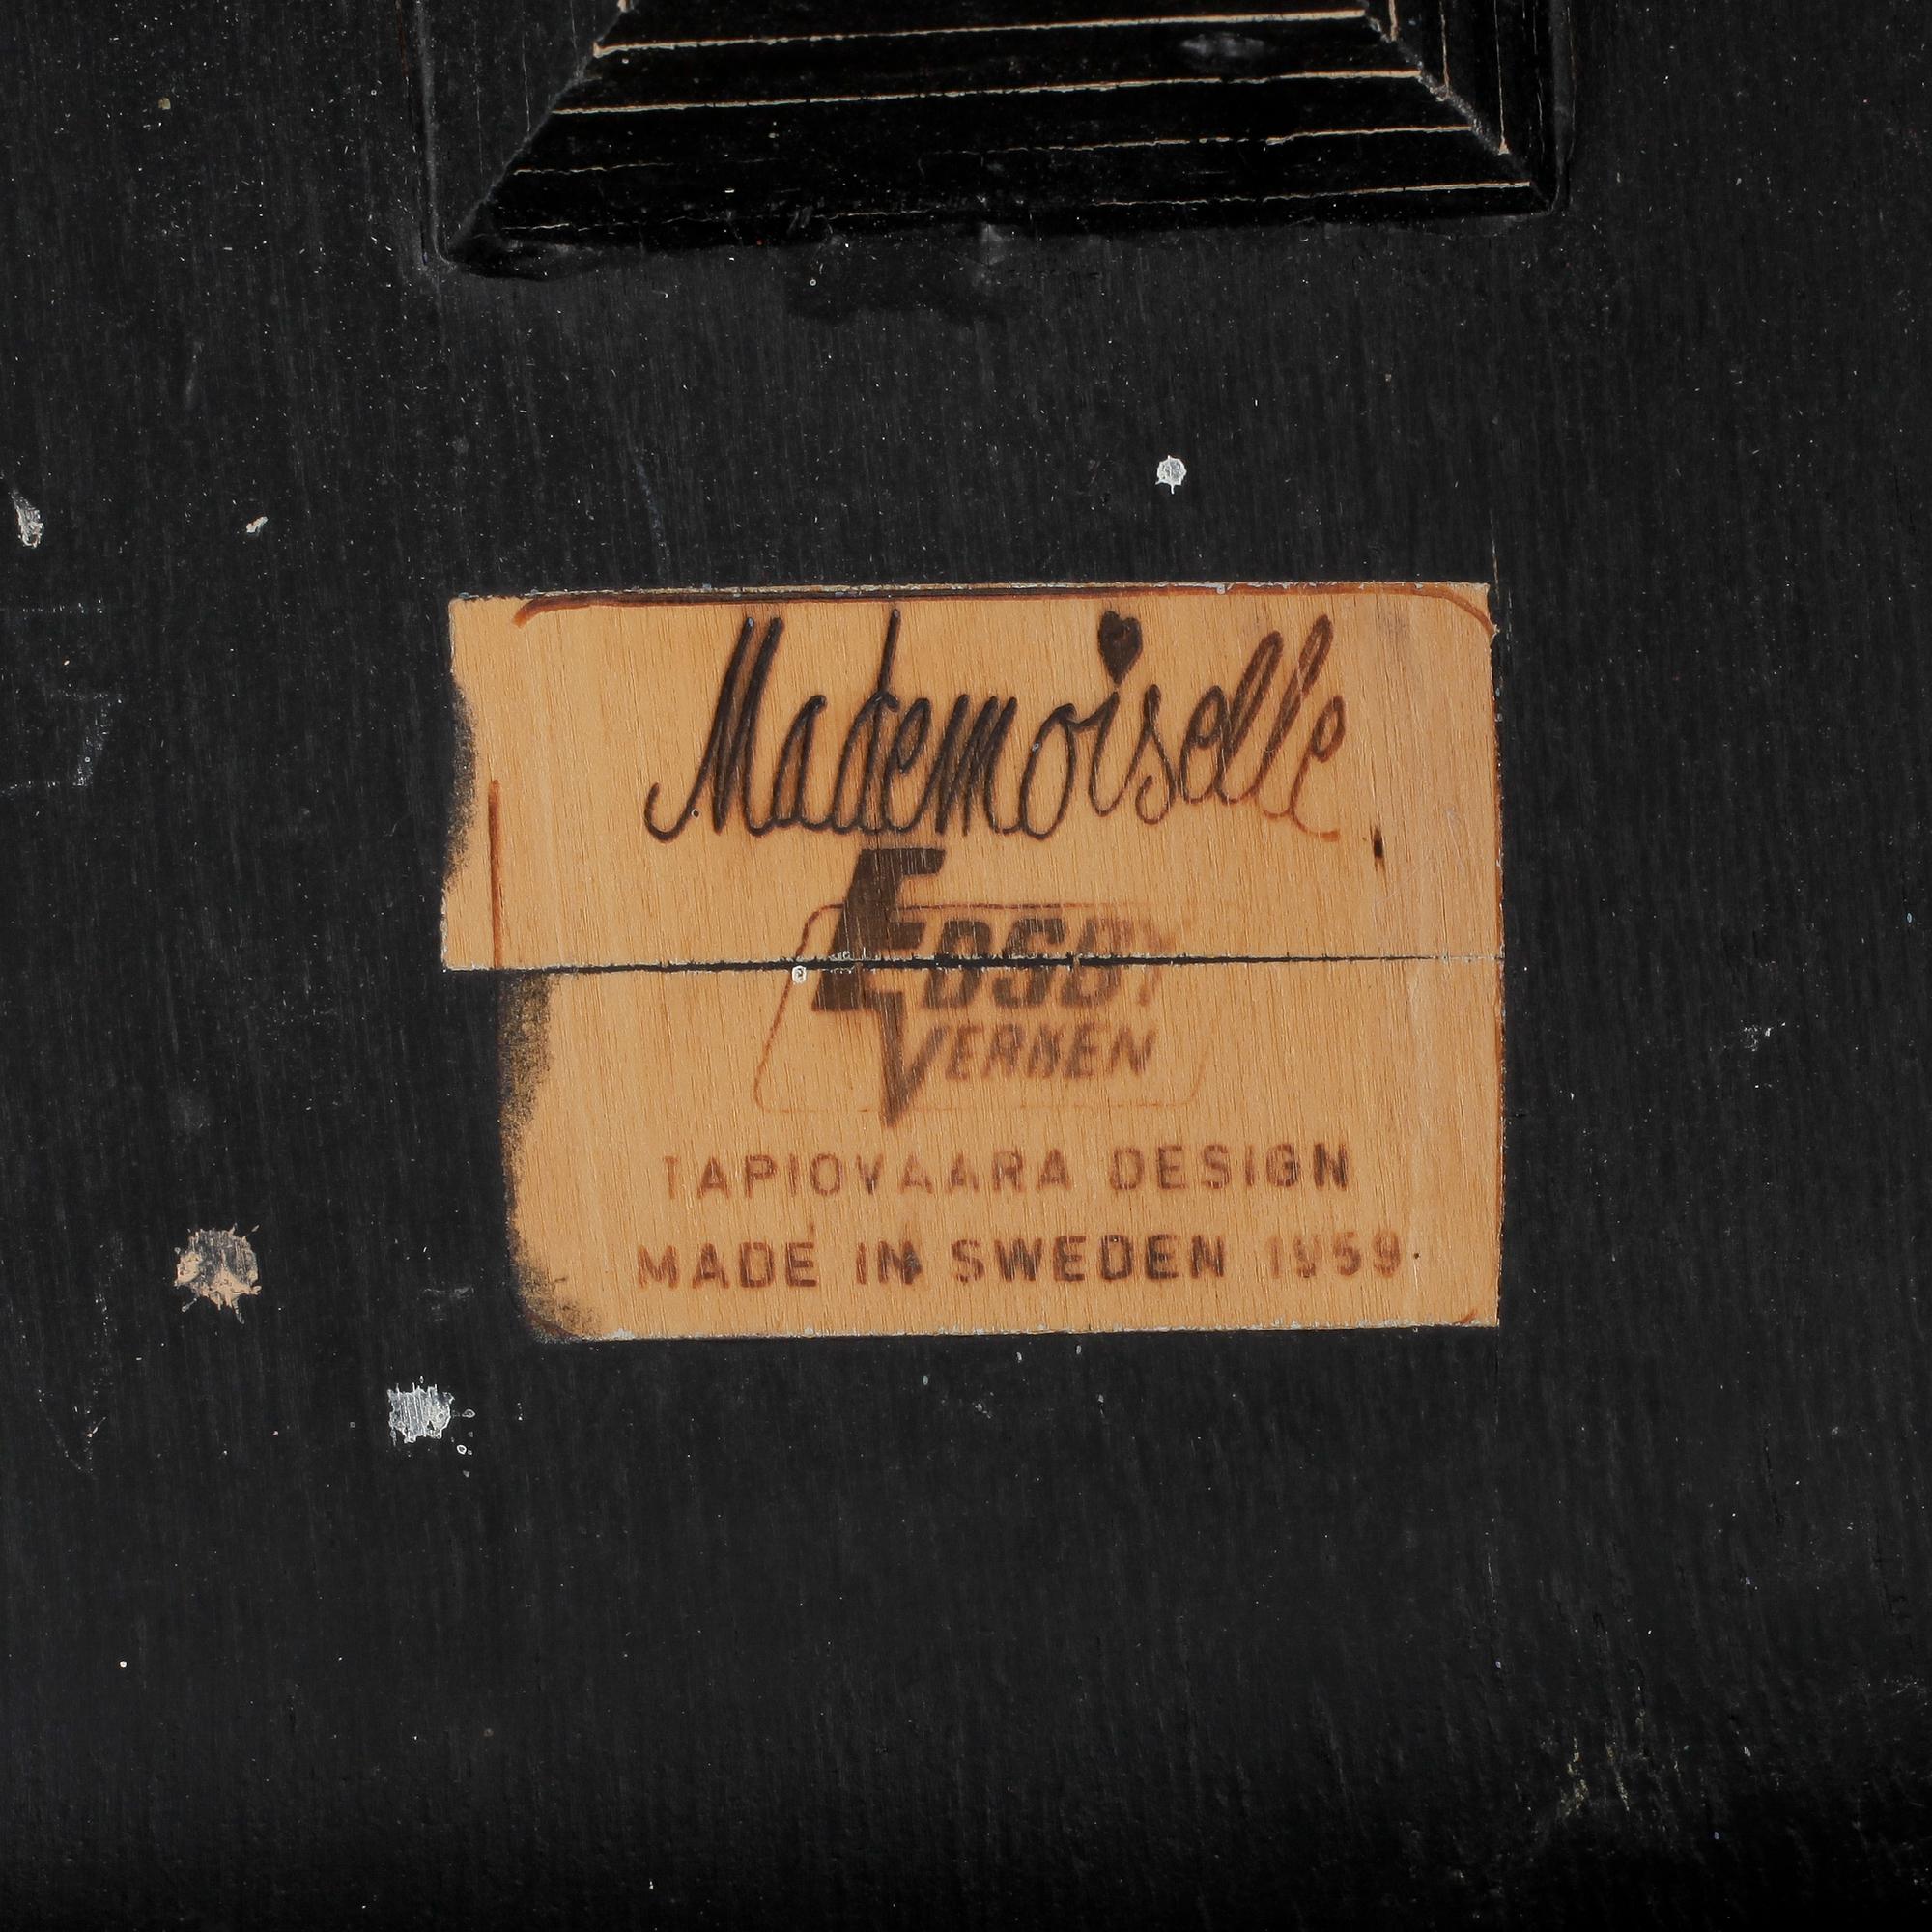 Mademoiselle
EDSBY
VERKEN
TAPIOVAARA DESIGN
MADE IN SWEDEN 1959